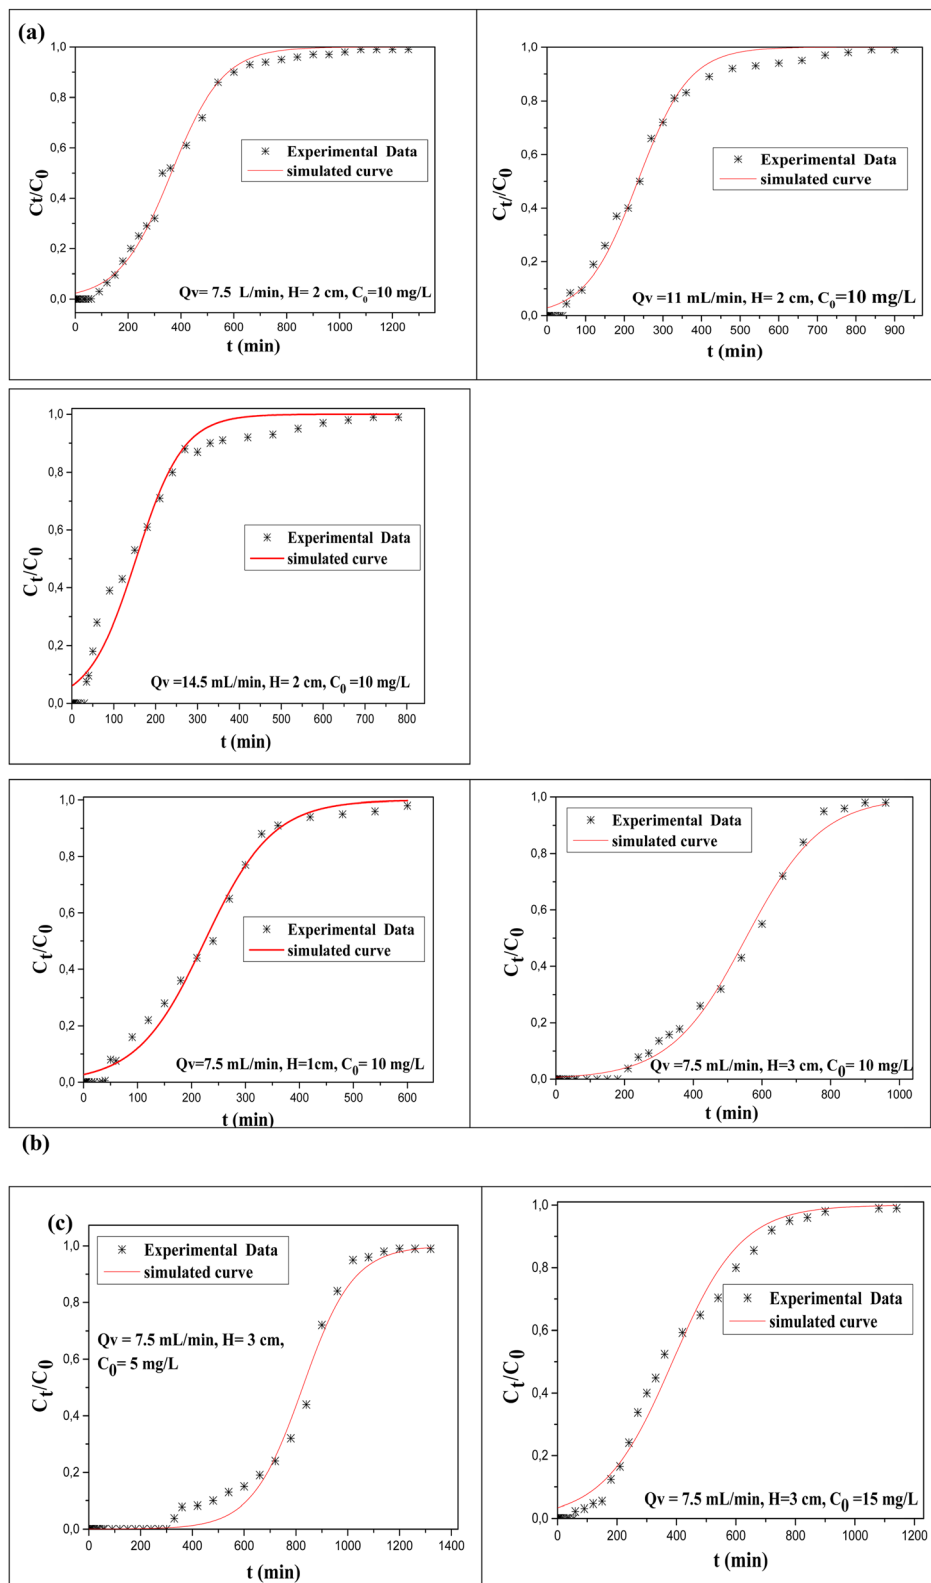 (a)
1,0
0,8
0,6
0,4
0,2
0,0
Ct/C0
Experimental Data
simulated curve
Qv= 7.5 L/min, H= 2 cm, C0=10 mg/L
0 200 400 600 800 1000 1200
t (min)
1,0
0,8
0,6
0,4
0,2
0,0
Ct/C0
Experimental Data
simulated curve
Qv =11 mL/min, H= 2 cm, C0=10 mg/L
0 100 200 300 400 500 600 700 800 900
t (min)
1,0
0,8
0,6
0,4
0,2
0,0
Ct/C0
Experimental Data
simulated curve
Qv =14.5 mL/min, H= 2 cm, C0 =10 mg/L
0 100 200 300 400 500 600 700 800
t (min)
1,0
0,8
0,6
0,4
0,2
0,0
Ct/C0
Experimental Data
simulated curve
Qv=7.5 mL/min, H=1cm, C0= 10 mg/L
0 100 200 300 400 500 600
t (min)
1,0
0,8
0,6
0,4
0,2
0,0
Ct/C0
Experimental Data
simulated curve
Qv =7.5 mL/min, H=3 cm, C0= 10 mg/L
0 200 400 600 800 1000
t (min)
(b)
(c)
1,0
0,8
0,6
0,4
0,2
0,0
Ct/C0
Experimental Data
simulated curve
Qv = 7.5 mL/min, H= 3 cm,
C0= 5 mg/L
0 200 400 600 800 1000 1200 1400
t (min)
1,0
0,8
0,6
0,4
0,2
0,0
Ct/C0
Experimental Data
simulated curve
Qv = 7.5 mL/min, H=3 cm, C0 =15 mg/L
0 200 400 600 800 1000 1200
t (min)